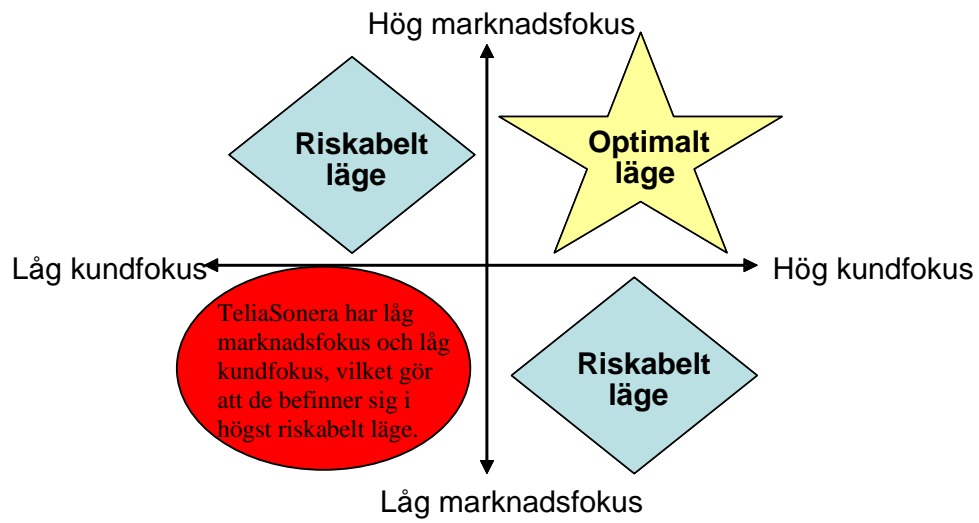 Hög marknadsfokus
Riskabelt
läge
Optimalt
läge
Låg kundfokus
Hög kundfokus
TeliaSonera har låg
marknadsfokus och låg
kundfokus, vilket gör
att de befinner sig i
högst riskabelt läge.
Riskabelt
läge
Låg marknadsfokus